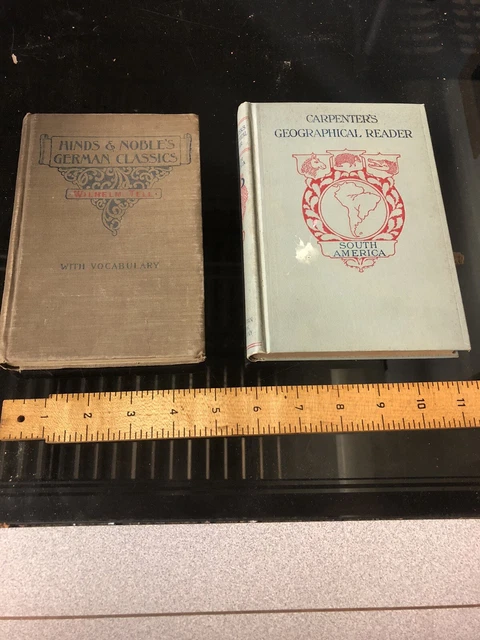 HINDS & NOBLE'S
GERMAN CLASSICS
WILHELM TELL
WITH VOCABULARY
CARPENTER'S
GEOGRAPHICAL READER
SOUTH
AMERICA
1 2 3 4 5 6 7 8 9 10 11